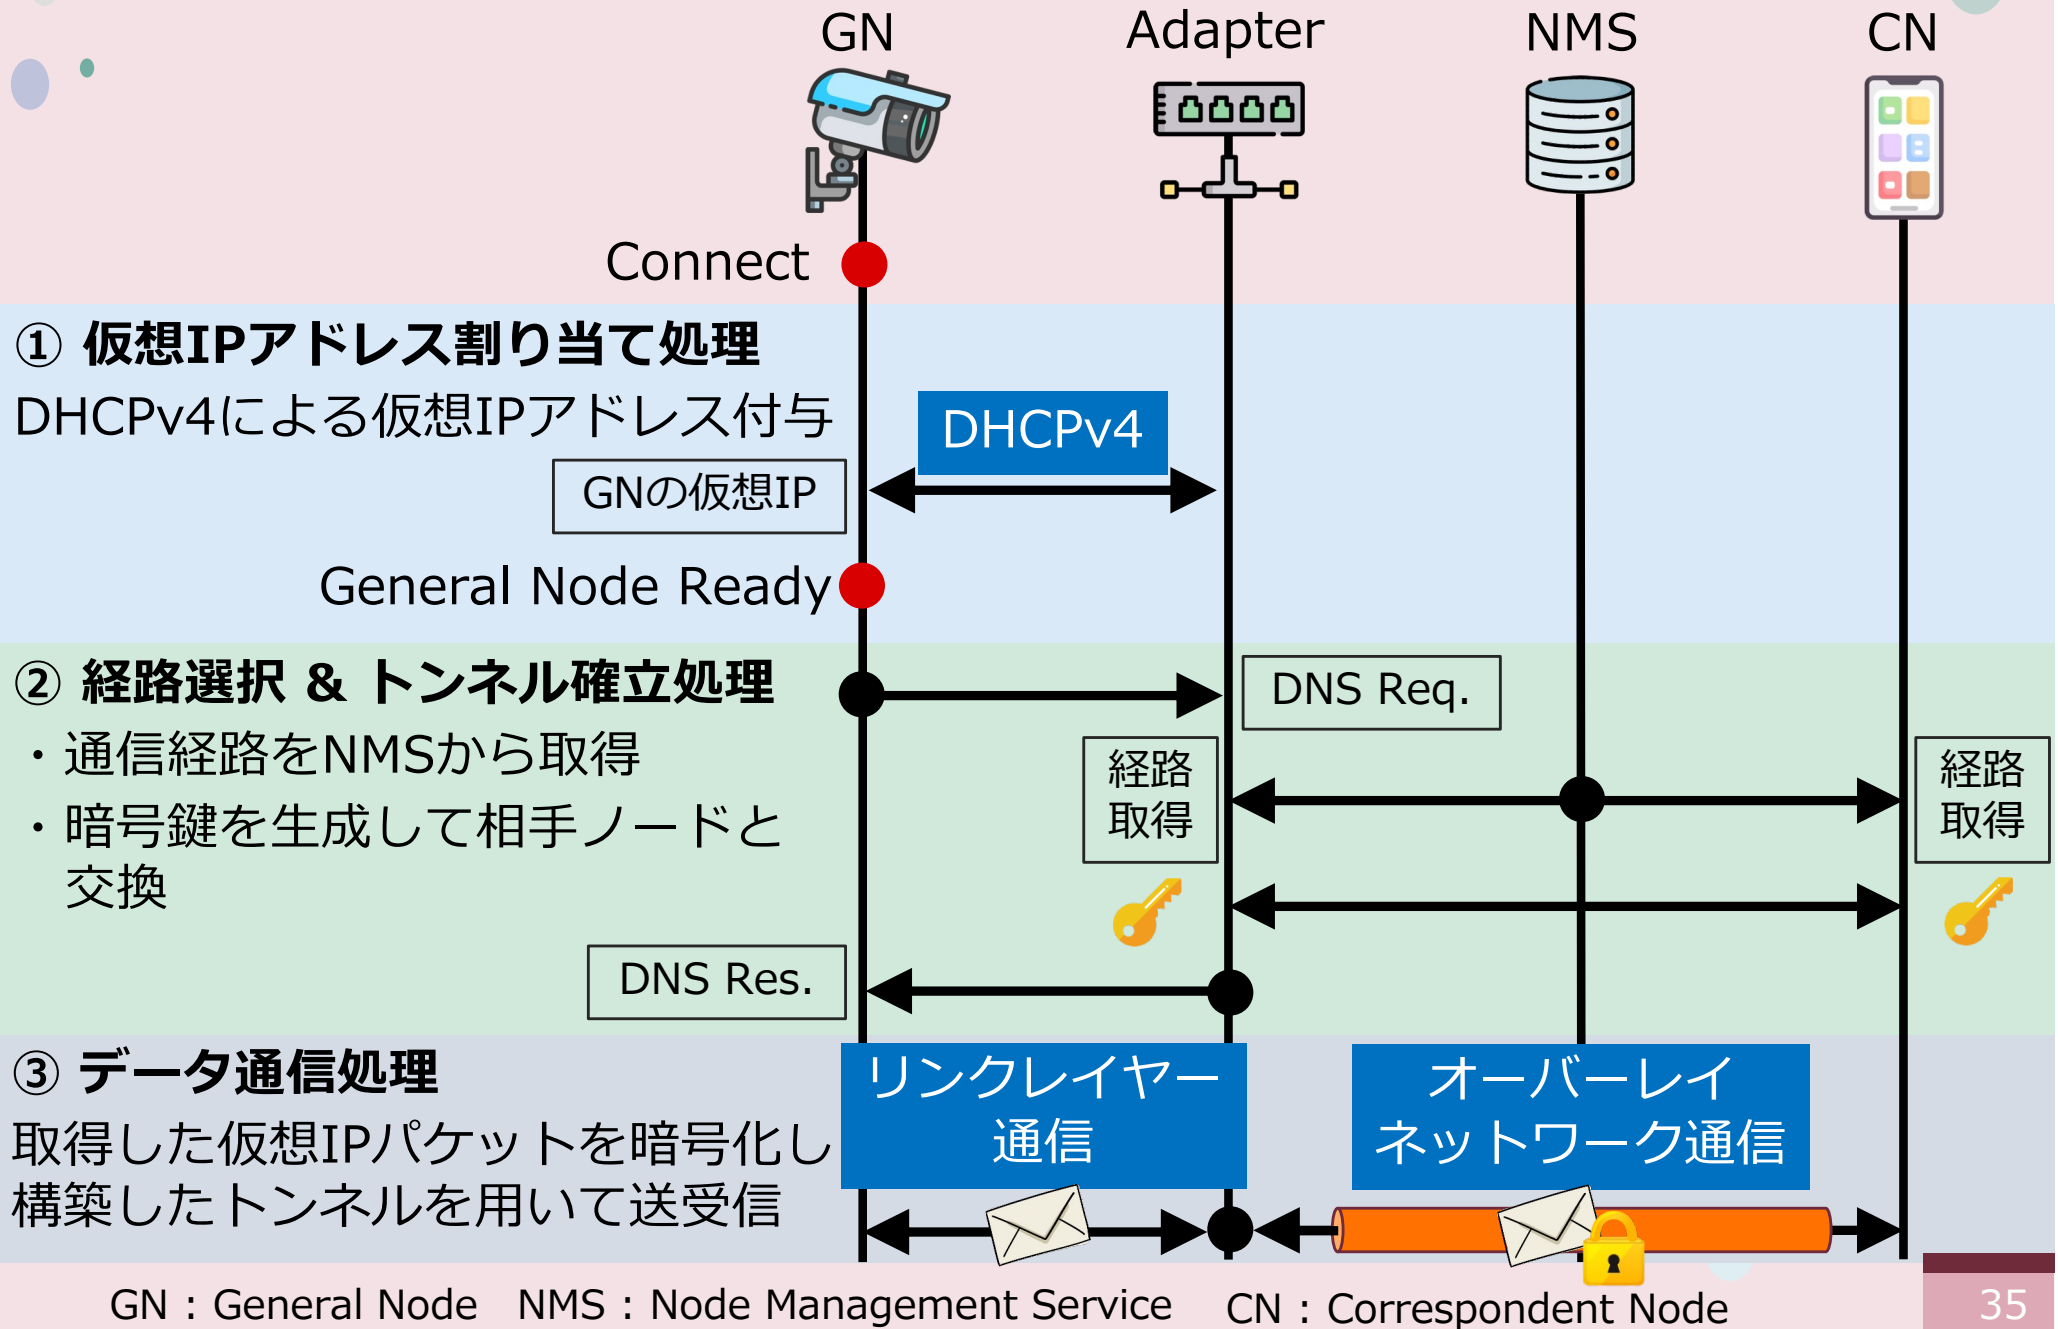 GN
Adapter
NMS
CN
Connect
① 仮想IPアドレス割り当て処理
DHCPv4による仮想IPアドレス付与
DHCPv4
GNの仮想IP
General Node Ready
② 経路選択 & トンネル確立処理
・通信経路をNMSから取得
・暗号鍵を生成して相手ノードと
交換
DNS Req.
経路
取得
経路
取得
DNS Res.
③ データ通信処理
取得した仮想IPパケットを暗号化し
構築したトンネルを用いて送受信
リンクレイヤー
通信
オーバーレイ
ネットワーク通信
GN : General Node NMS : Node Management Service CN : Correspondent Node
35